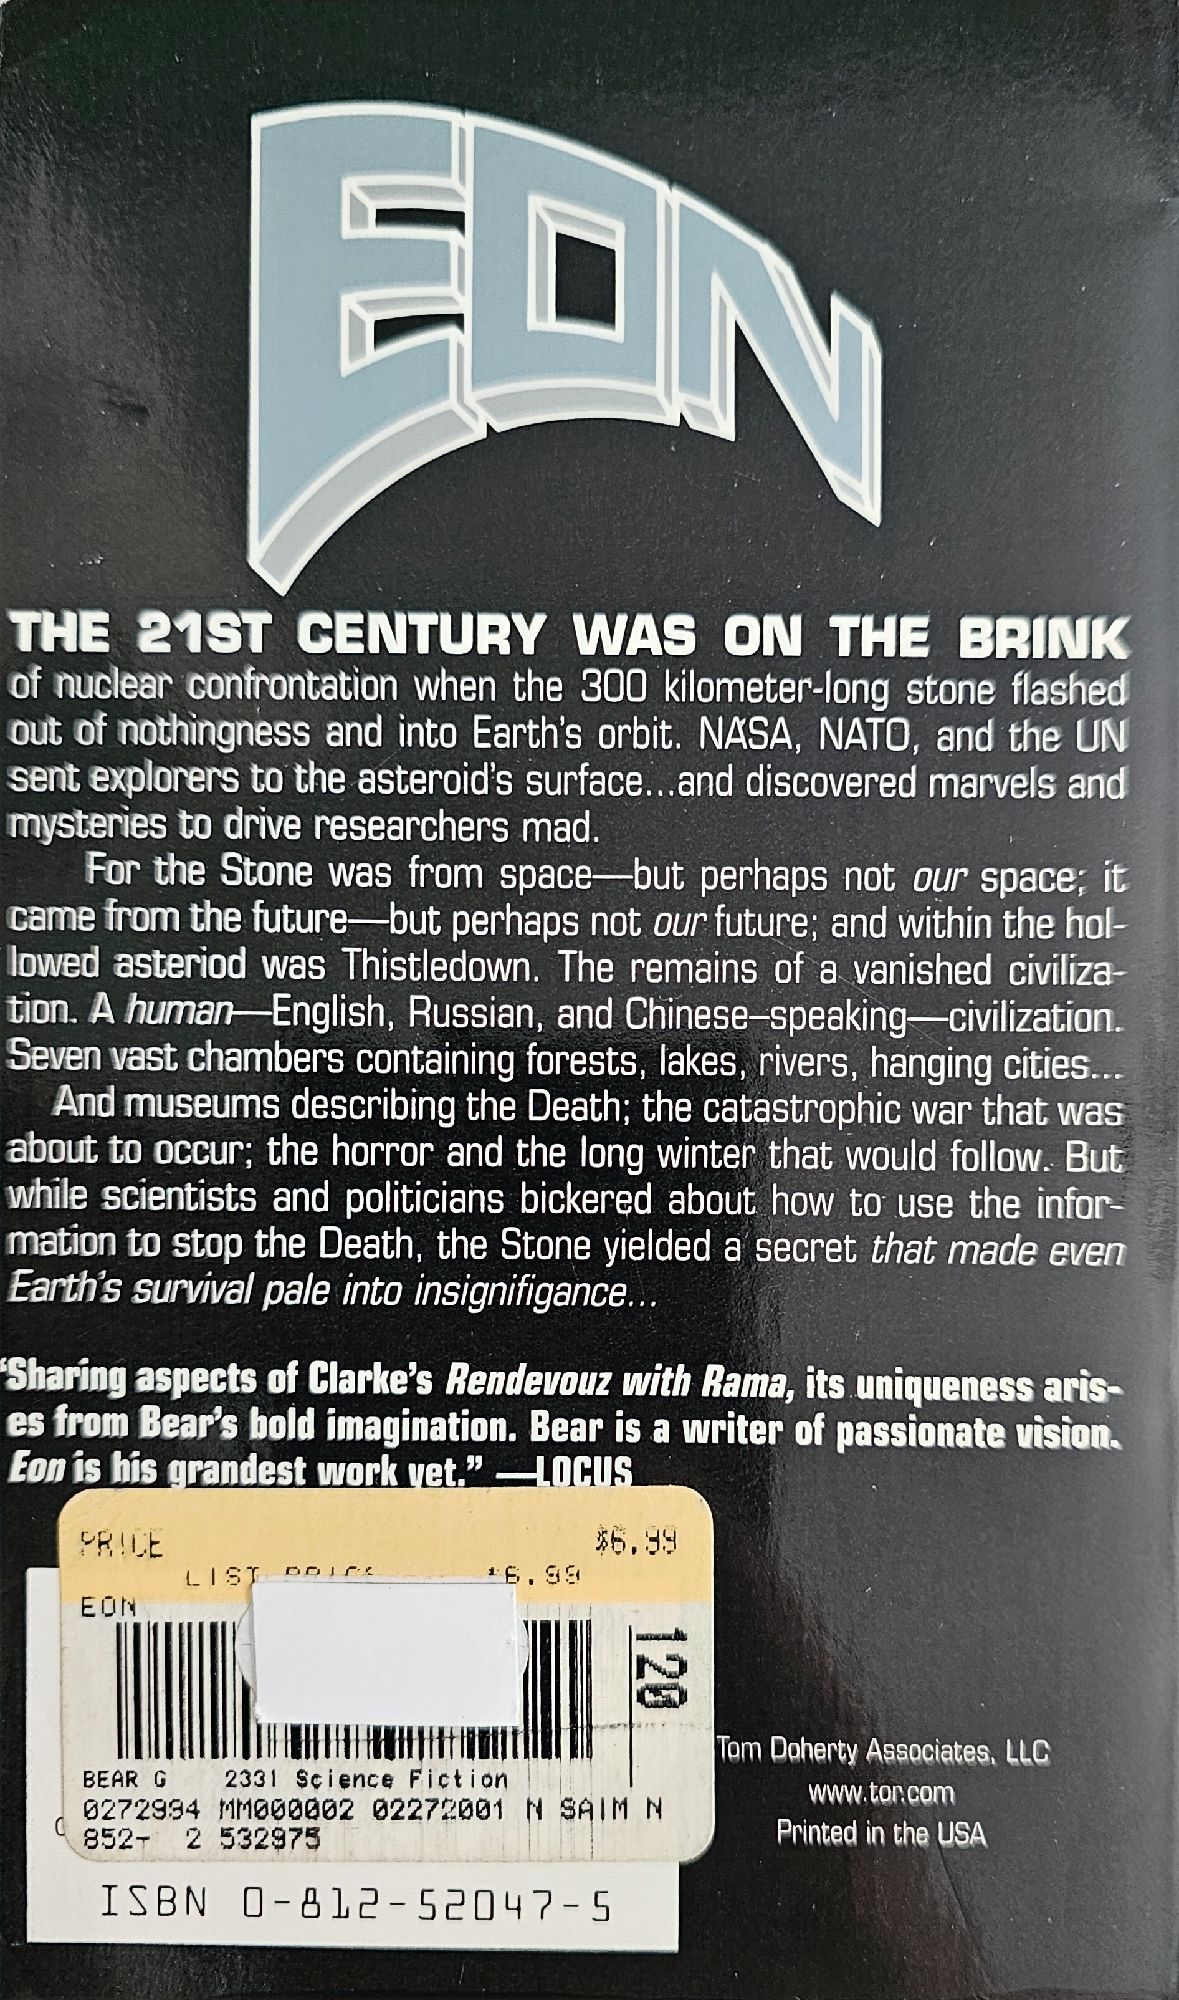 EON
THE 21ST CENTURY WAS ON THE BRINK
of nuclear confrontation when the 300 kilometer-long stone flashed
out of nothingness and into Earth's orbit. NASA, NATO, and the UN
sent explorers to the asteroid's surface...and discovered marvels and
mysteries to drive researchers mad.
For the Stone was from space—but perhaps not our space; it
came from the future—but perhaps not our future; and within the hol-
lowed asteriod was Thistledown. The remains of a vanished civiliza-
tion. A human—English, Russian, and Chinese–speaking—civilization.
Seven vast chambers containing forests, lakes, rivers, hanging cities...
And museums describing the Death; the catastrophic war that was
about to occur; the horror and the long winter that would follow. But
while scientists and politicians bickered about how to use the infor-
mation to stop the Death, the Stone yielded a secret that made even
Earth's survival pale into insignifigance...
"Sharing aspects of Clarke's Rendevouz with Rama, its uniqueness aris-
es from Bear's bold imagination. Bear is a writer of passionate vision.
Eon is his grandest work yet." —LOCUS
PRICE $6.99
LIST PRICE $6.99
EON
120
BEAR G 2331 Science Fiction
0272994 MM000002 02272001 N SAIM N
852- 2 532975
ISBN 0-812-52047-5
Tom Doherty Associates, LLC
www.tor.com
Printed in the USA